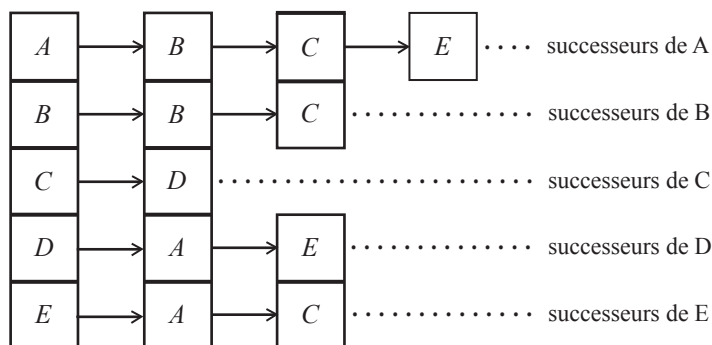 A B C E successeurs de A
B B C successeurs de B
C D successeurs de C
D A E successeurs de D
E A C successeurs de E